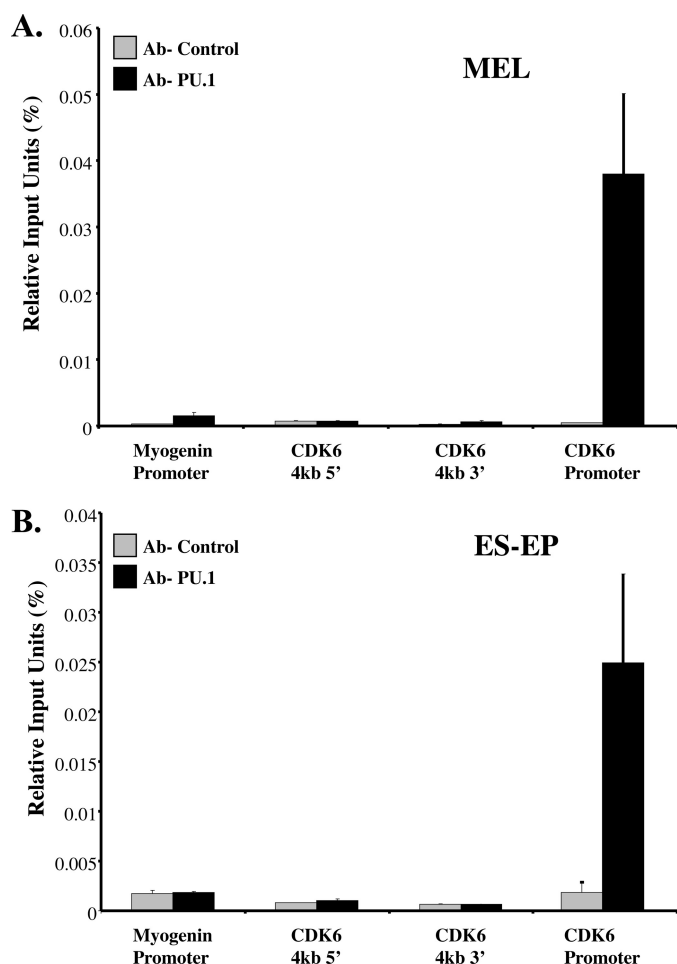 A.
0.06
0.05
0.04
0.03
0.02
0.01
0
Relative Input Units (%)
Ab- Control
Ab- PU.1
MEL
Myogenin
Promoter
CDK6
4kb 5’
CDK6
4kb 3’
CDK6
Promoter
B.
0.04
0.035
0.03
0.025
0.02
0.015
0.01
0.005
0
Relative Input Units (%)
Ab- Control
Ab- PU.1
ES-EP
Myogenin
Promoter
CDK6
4kb 5’
CDK6
4kb 3’
CDK6
Promoter